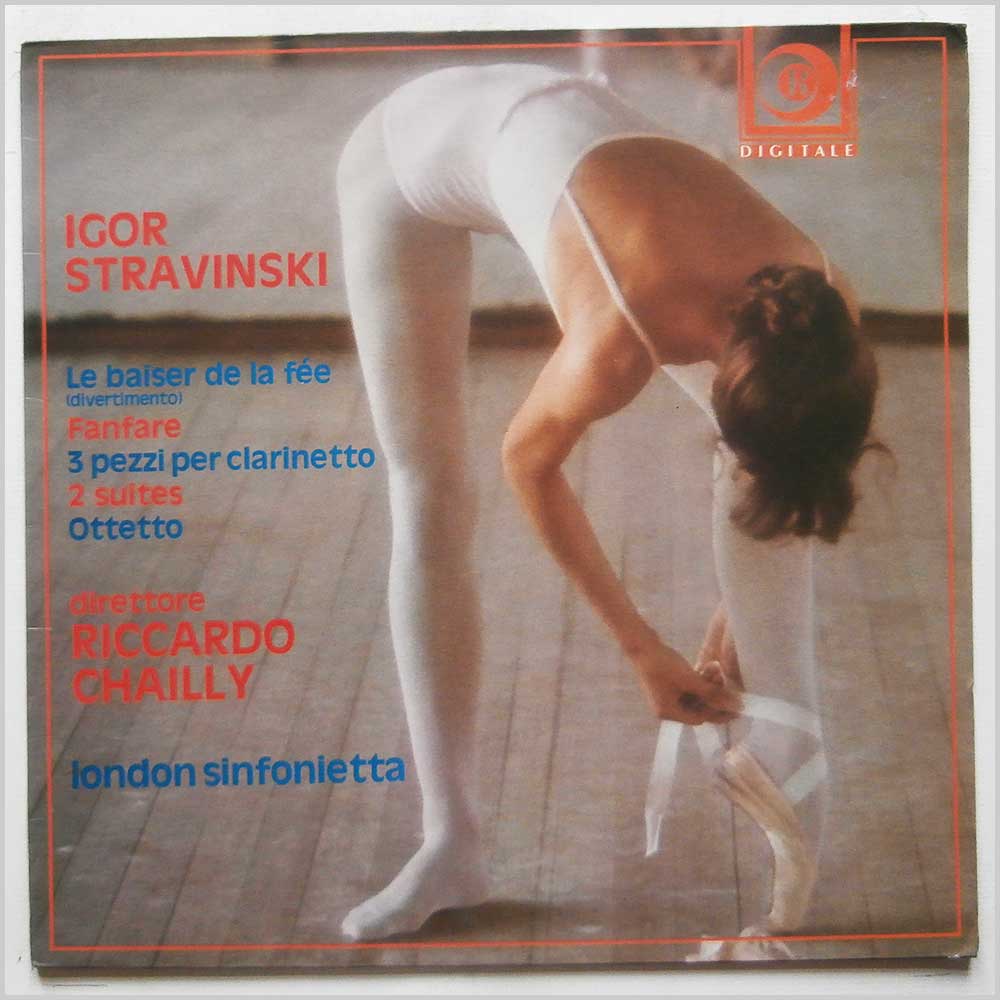 DIGITALE
IGOR
STRAVINSKI
Le baiser de la fée
(divertimento)
Fanfare
3 pezzi per clarinetto
2 suites
Ottetto
direttore
RICCARDO
CHAILLY
london sinfonietta